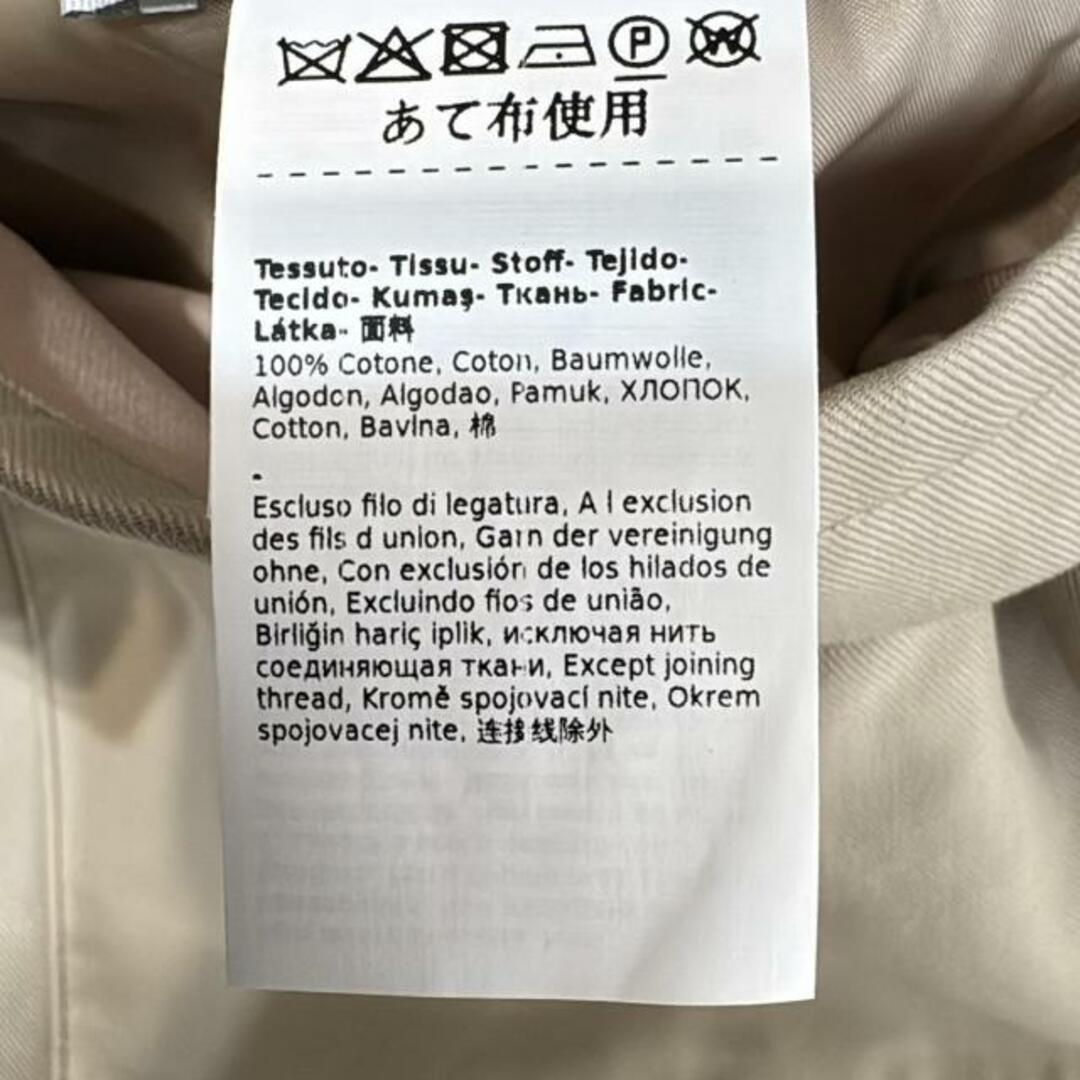 P W
あて布使用
Tessuto- Tissu- Stoff- Tejido-
Tecido- Kumaş- Ткань- Fabric-
Látka- 面料
100% Cotone, Coton, Baumwolle,
Algodon, Algodao, Pamuk, ХЛОПОК,
Cotton, Bavlna, 棉
-
Escluso filo di legatura, A l exclusion
des fils d union, Garn der vereinigung
ohne, Con exclusión de los hilados de
unión, Excluindo fios de união,
Birliğin hariç iplik, исключая нить
соединяющая ткани, Except joining
thread, Kromě spojovací nite, Okrem
spojovacej nite, 连接线除外